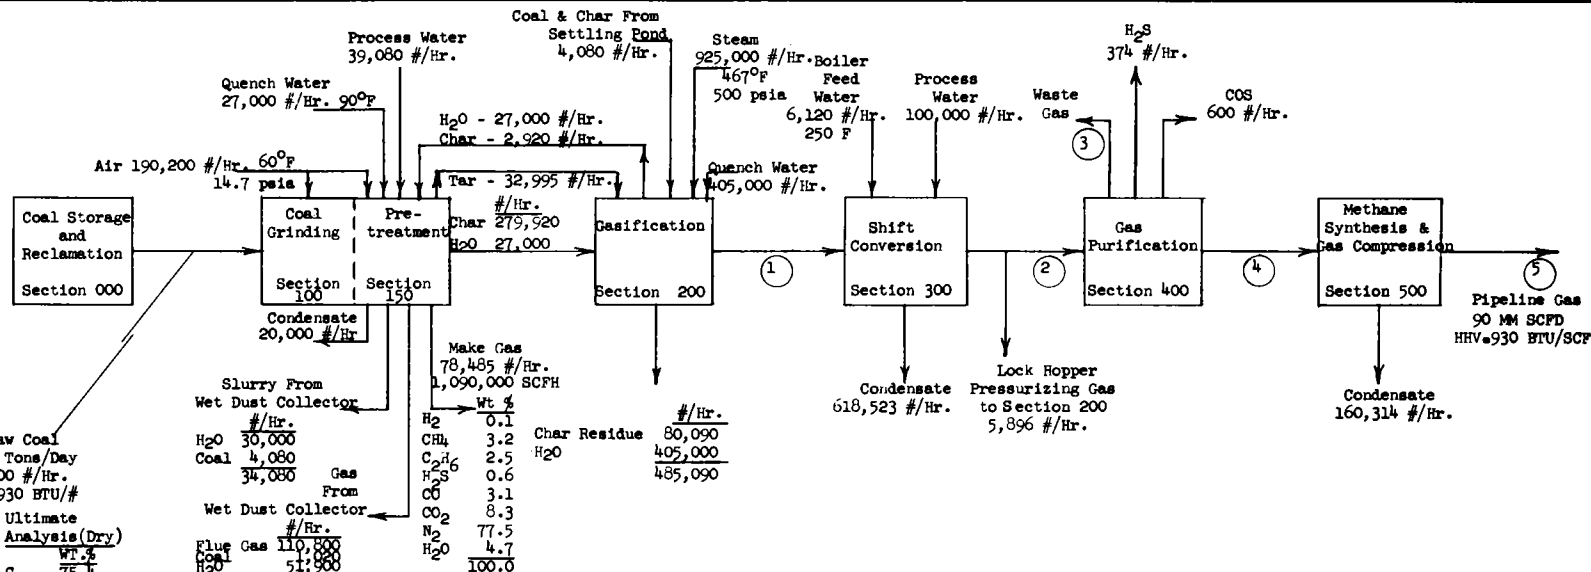 Coal & Char From
Settling Pond
4,080 #/Hr.
Process Water
39,080 #/Hr.
Quench Water
27,000 #/Hr. 90°F
Air 190,200 #/Hr. 60°F
14.7 psia
H2O - 27,000 #/Hr.
Char - 2,920 #/Hr.
Tar - 32,995 #/Hr.
#/Hr.
Char 279,920
H2O 27,000
Steam
925,000 #/Hr.
467°F
500 psia
Quench Water
405,000 #/Hr.
Boiler
Feed
Water
6,120 #/Hr.
250 F
Process
Water
100,000 #/Hr.
Waste
Gas
3
H2S
374 #/Hr.
COS
600 #/Hr.
Coal Storage
and
Reclamation
Section 000
Coal
Grinding
Section
100
Pre-
treatment
Section
150
Gasification
Section 200
1
Shift
Conversion
Section 300
2
Gas
Purification
Section 400
4
Methane
Synthesis &
Gas Compression
Section 500
5
Pipeline Gas
90 MM SCFD
HHV=930 BTU/SCF
Condensate
20,000 #/Hr
Slurry From
Wet Dust Collector
#/Hr.
H2O 30,000
Coal 4,080
34,080
Gas
From
Wet Dust Collector
#/Hr.
Flue Gas 110,800
Coal 1,020
H2O 51,900
Make Gas
78,485 #/Hr.
1,090,000 SCFH
Wt %
H2 0.1
CH4 3.2
C2H6 2.5
H2S 0.6
CO 3.1
CO2 8.3
N2 77.5
H2O 4.7
100.0
#/Hr.
Char Residue 80,090
H2O 405,000
485,090
Condensate
618,523 #/Hr.
Lock Hopper
Pressurizing Gas
to Section 200
5,896 #/Hr.
Condensate
160,314 #/Hr.
Coal
Tons/Day
#/Hr.
BTU/#
Ultimate
Analysis(Dry)
WT.%
C 75.4